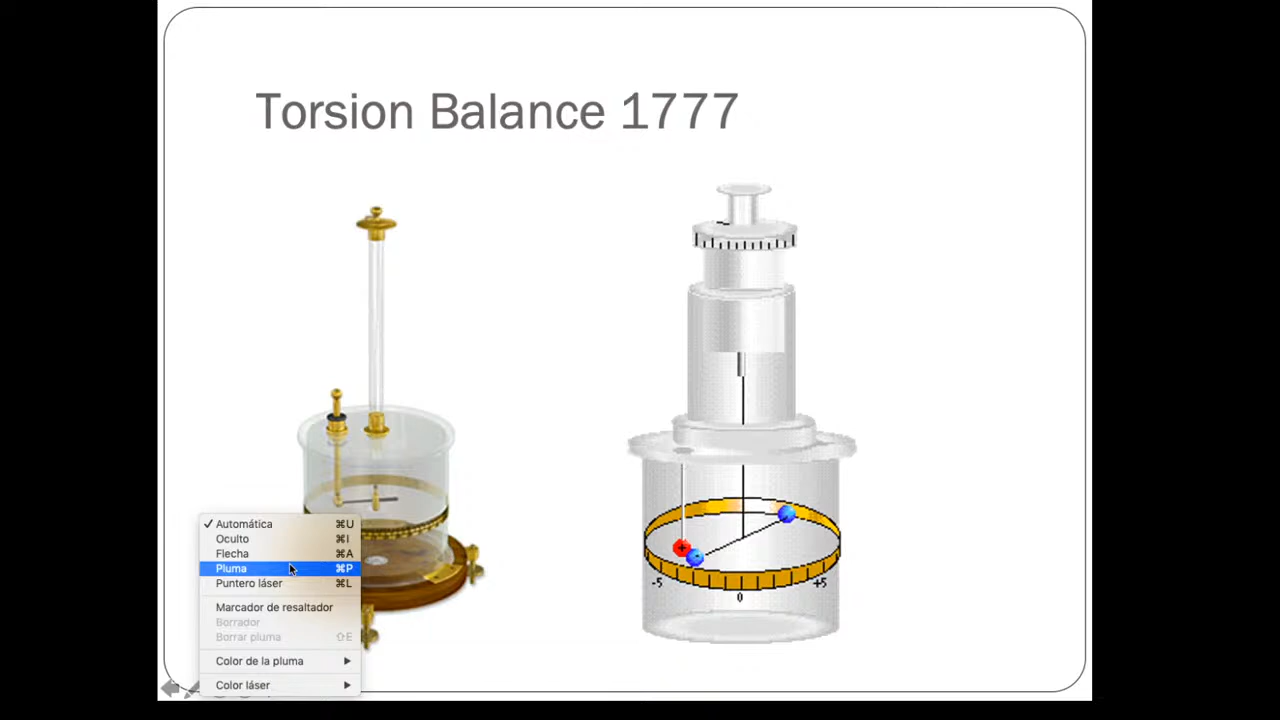 Torsion Balance 1777
✓ Automática ⌘U
Oculto ⌘I
Flecha ⌘A
Pluma ⌘P
Puntero láser ⌘L
Marcador de resaltador
Borrador
Borrar pluma ⇧E
Color de la pluma ▶
Color láser ▶
+ -
-5 0 +5